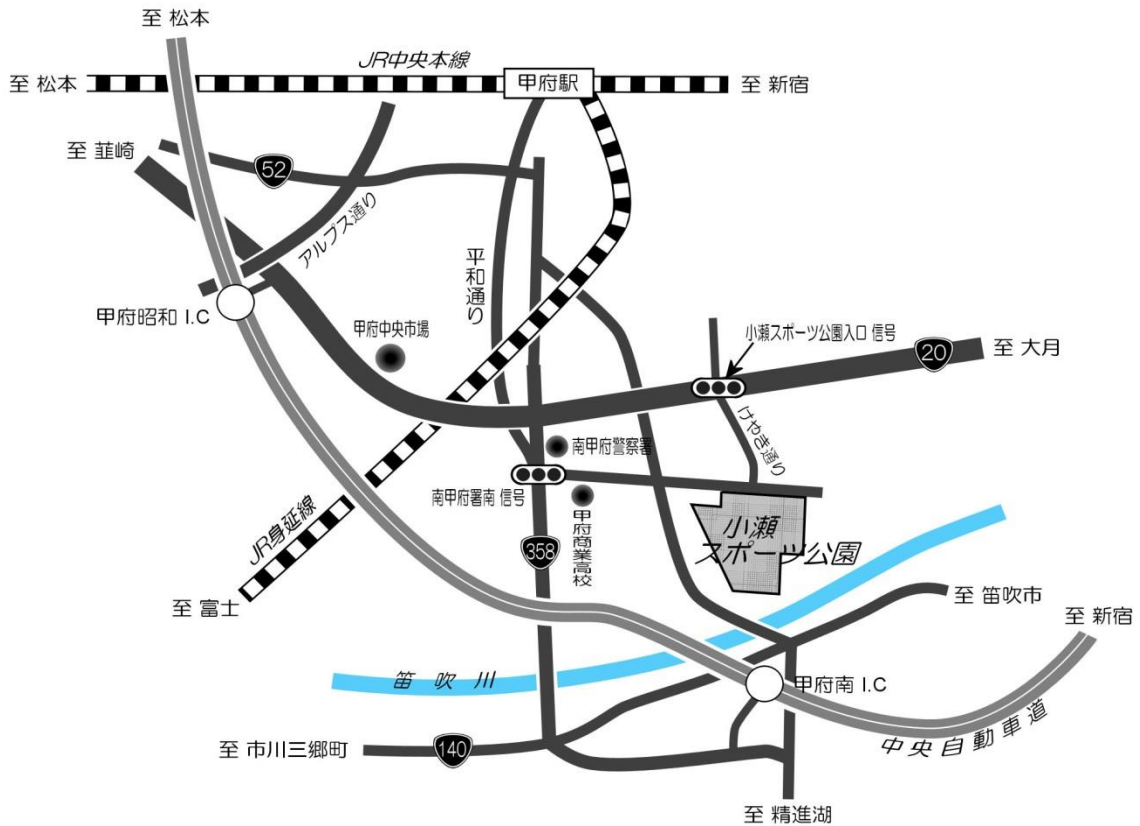 至 松本
JR中央本線
至 松本
甲府駅
至 新宿
至 韮崎
52
アルプス通り
平和通り
甲府昭和 I.C
甲府中央市場
小瀬スポーツ公園入口 信号
20
至 大月
けやき通り
南甲府警察署
南甲府署南 信号
甲府商業高校
小瀬
スポーツ公園
JR身延線
358
至 富士
至 笛吹市
至 新宿
笛吹川
甲府南 I.C
中央自動車道
至 市川三郷町
140
至 精進湖